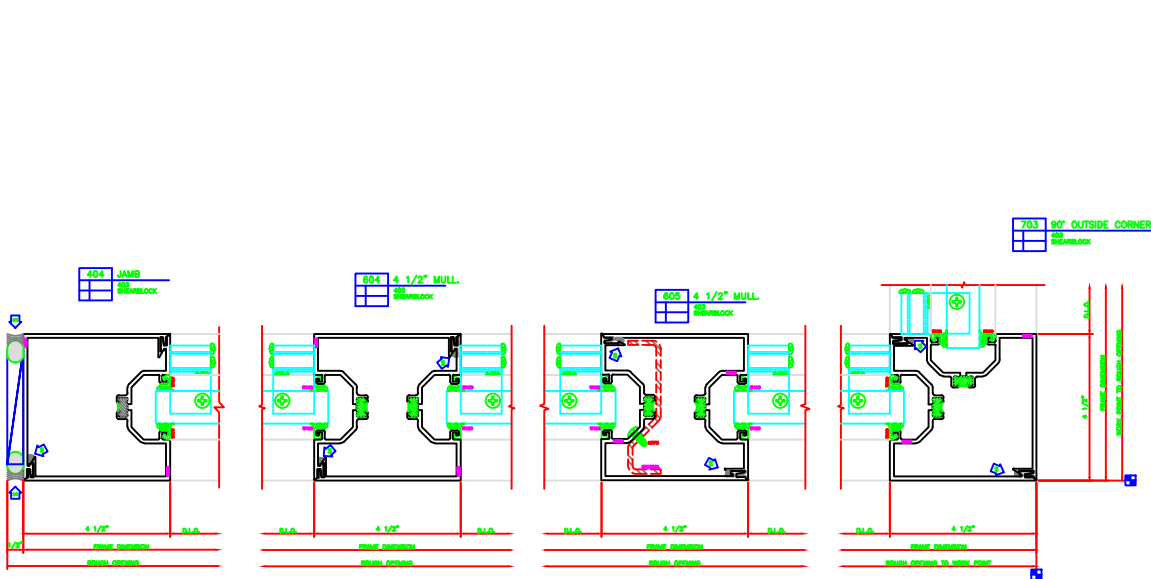 703 90° OUTSIDE CORNER
403
SHEARBLOCK
404 JAMB
403
SHEARBLOCK
604 4 1/2" MULL.
403
SHEARBLOCK
605 4 1/2" MULL.
403
SHEARBLOCK
D.L.O.
4 1/2"
FRAME DIMENSION
WORK POINT TO ROUGH OPENING
4 1/2" D.L.O.
D.L.O. 4 1/2" D.L.O.
D.L.O. 4 1/2" D.L.O.
D.L.O. 4 1/2"
1/2" FRAME DIMENSION
FRAME DIMENSION
FRAME DIMENSION
FRAME DIMENSION
ROUGH OPENING
ROUGH OPENING
ROUGH OPENING
ROUGH OPENING TO WORK POINT